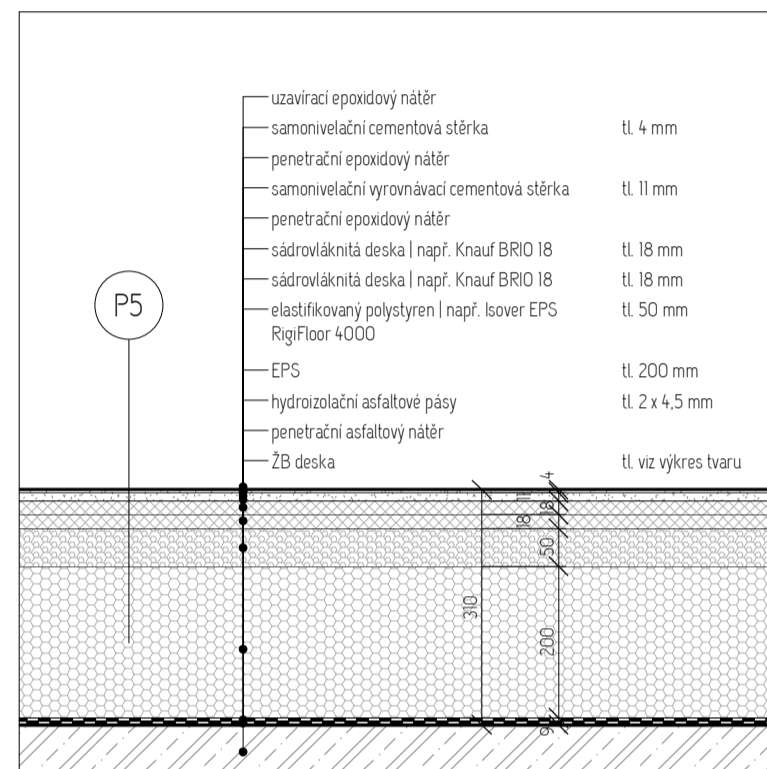 uzavírací epoxidový nátěr
samonivelační cementová stěrka tl. 4 mm
penetrační epoxidový nátěr
samonivelační vyrovnávací cementová stěrka tl. 11 mm
penetrační epoxidový nátěr
sádrovláknitá deska | např. Knauf BRIO 18 tl. 18 mm
sádrovláknitá deska | např. Knauf BRIO 18 tl. 18 mm
elastifikovaný polystyren | např. Isover EPS tl. 50 mm
RigiFloor 4000
EPS tl. 200 mm
hydroizolační asfaltové pásy tl. 2 x 4,5 mm
penetrační asfaltový nátěr
ŽB deska tl. viz výkres tvaru
P5
4
11
18
18
50
310
200
9